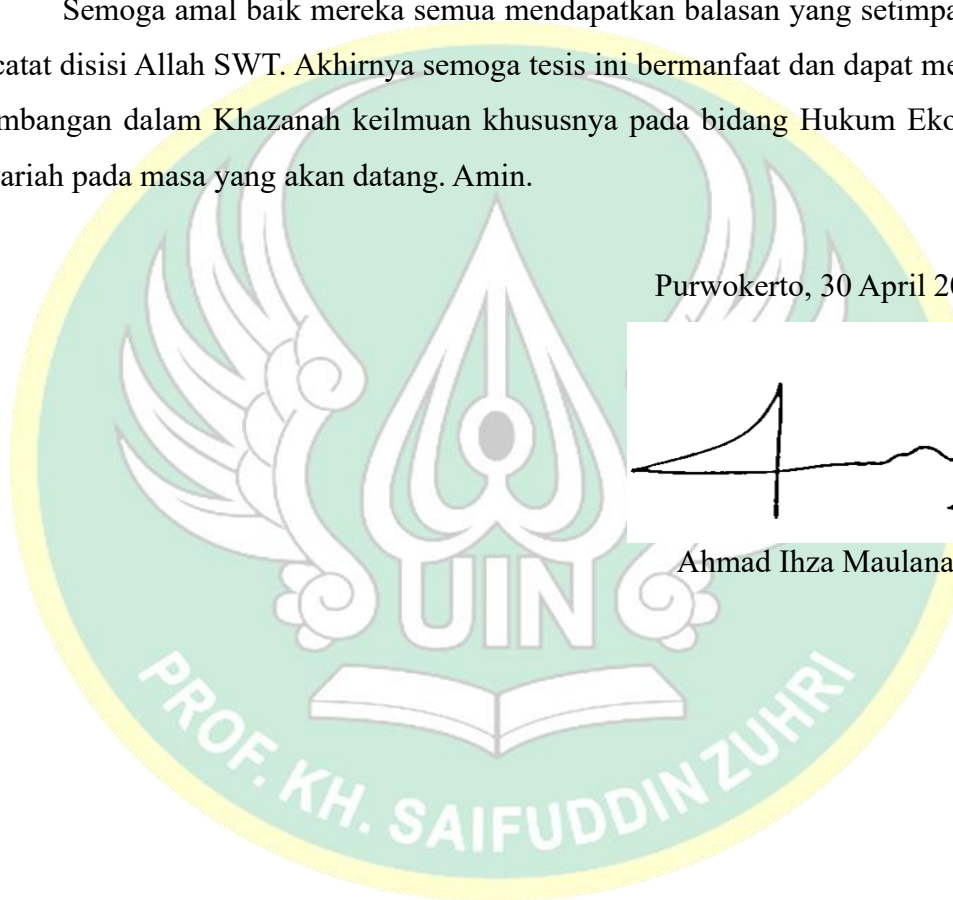 Semoga amal baik mereka semua mendapatkan balasan yang setimpa
catat disisi Allah SWT. Akhirnya semoga tesis ini bermanfaat dan dapat me
mbangan dalam Khazanah keilmuan khususnya pada bidang Hukum Eko
ariah pada masa yang akan datang. Amin.
Purwokerto, 30 April 20
Ahmad Ihza Maulana
UIN
PROF. KH. SAIFUDDIN ZUHRI